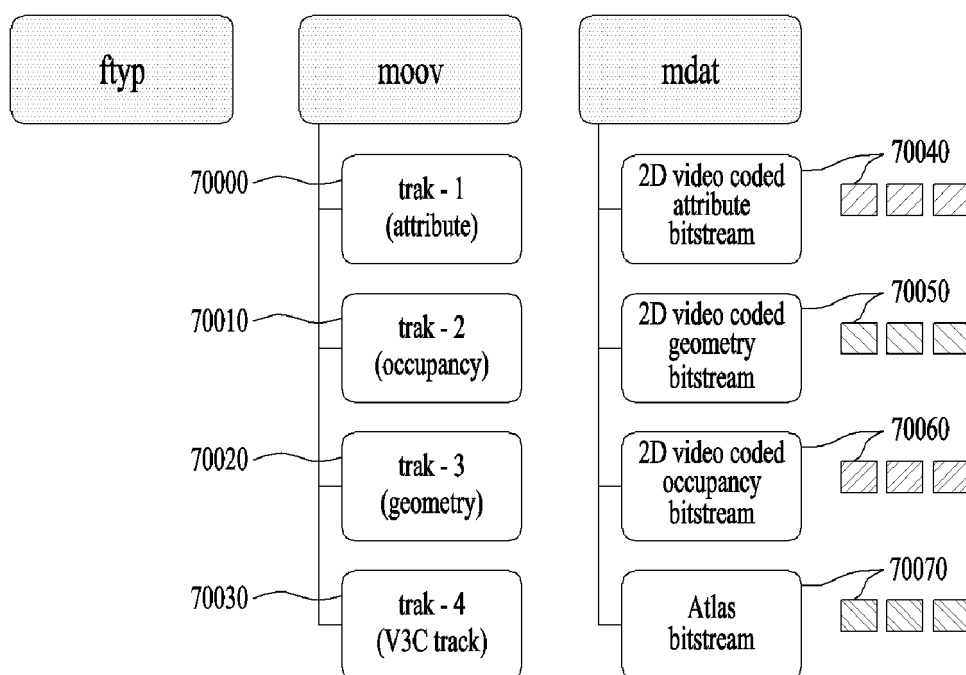 ftyp
moov
mdat
70000
trak - 1
(attribute)
2D video coded
attribute
bitstream
70040
70010
trak - 2
(occupancy)
2D video coded
geometry
bitstream
70050
70020
trak - 3
(geometry)
2D video coded
occupancy
bitstream
70060
70030
trak - 4
(V3C track)
Atlas
bitstream
70070